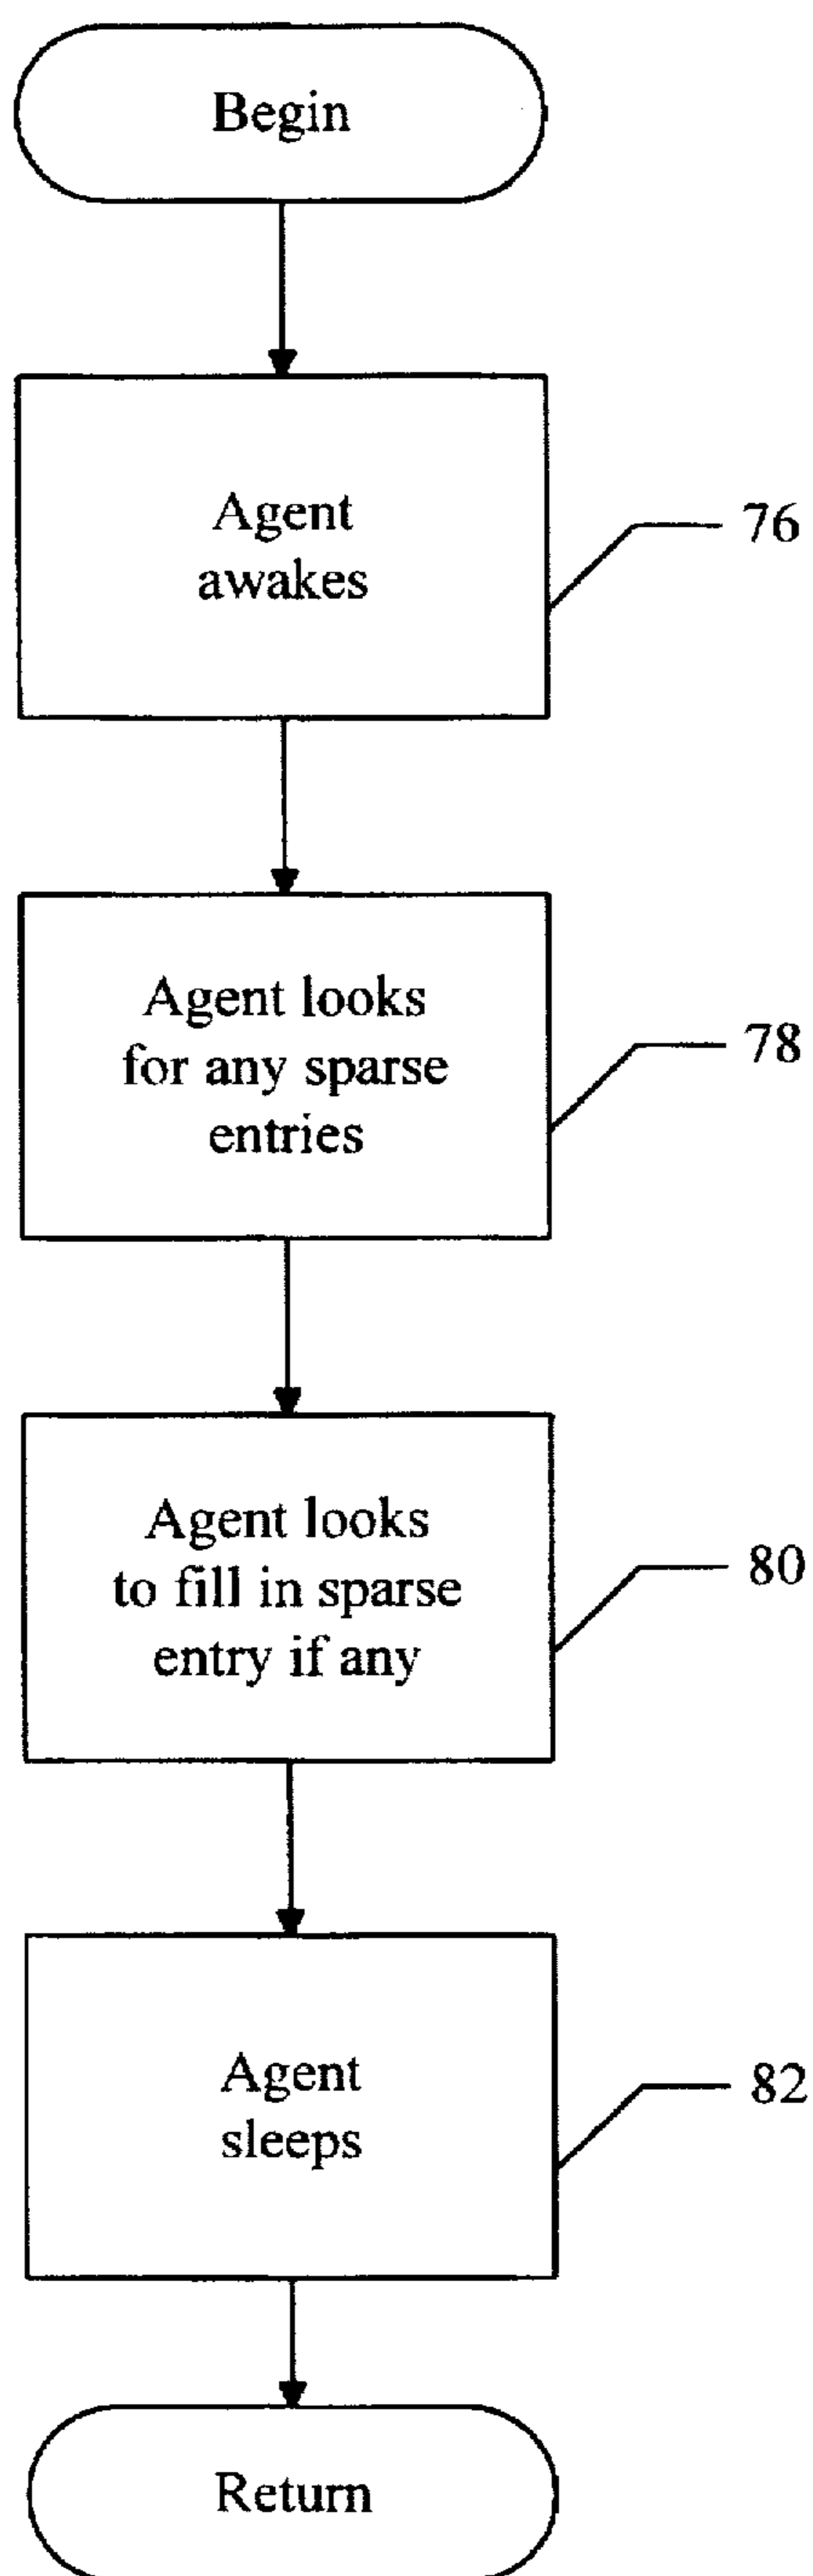 Begin
Agent
awakes
76
Agent looks
for any sparse
entries
78
Agent looks
to fill in sparse
entry if any
80
Agent
sleeps
82
Return